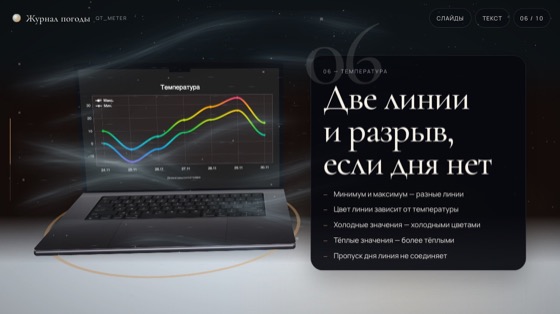 Журнал погоды QT_METER
СЛАЙДЫ ТЕКСТ 06 / 10
06
06 — ТЕМПЕРАТУРА
Две линии
и разрыв,
если дня нет
– Минимум и максимум — разные линии
– Цвет линии зависит от температуры
– Холодные значения — холодными цветами
– Тёплые значения — более тёплыми
– Пропуск дня линия не соединяет
Температура
Макс.
Мин.